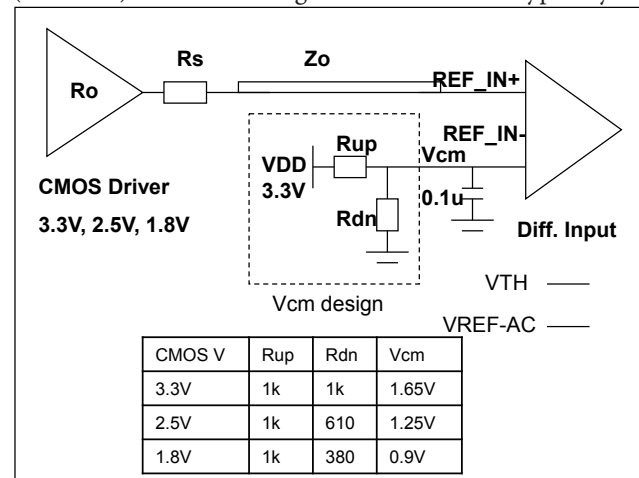 Rs
Zo
Ro
REF_IN+
REF_IN-
Rup
Vcm
VDD
3.3V
0.1u
Rdn
CMOS Driver
3.3V, 2.5V, 1.8V
Diff. Input
VTH
Vcm design
VREF-AC
CMOS V Rup Rdn Vcm
3.3V 1k 1k 1.65V
2.5V 1k 610 1.25V
1.8V 1k 380 0.9V